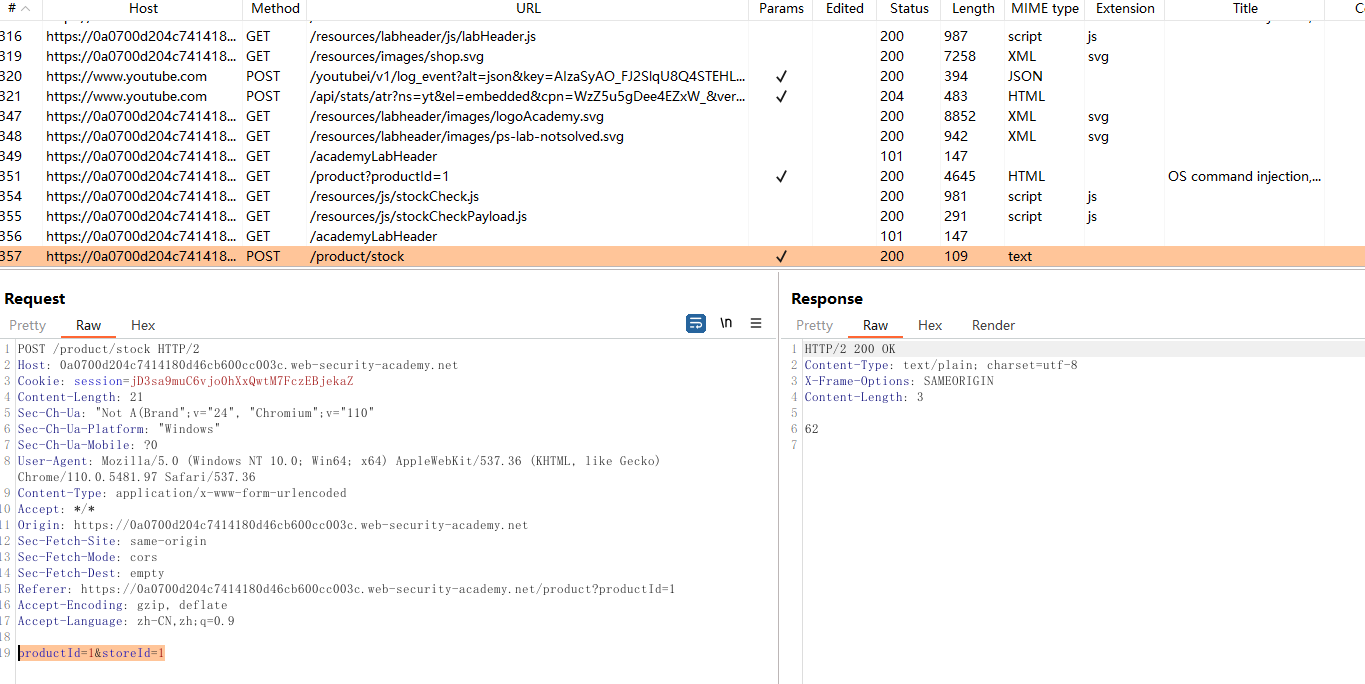 # Host Method URL Params Edited Status Length MIME type Extension Title
316 https://0a0700d204c741418... GET /resources/labheader/js/labHeader.js 200 987 script js
319 https://0a0700d204c741418... GET /resources/images/shop.svg 200 7258 XML svg
320 https://www.youtube.com POST /youtubei/v1/log_event?alt=json&key=AIzaSyAO_FJ2SlqU8Q4STEHL... ✓ 200 394 JSON
321 https://www.youtube.com POST /api/stats/atr?ns=yt&el=embedded&cpn=WzZ5u5gDee4EZxW_&ver... ✓ 204 483 HTML
347 https://0a0700d204c741418... GET /resources/labheader/images/logoAcademy.svg 200 8852 XML svg
348 https://0a0700d204c741418... GET /resources/labheader/images/ps-lab-notsolved.svg 200 942 XML svg
349 https://0a0700d204c741418... GET /academyLabHeader 101 147
351 https://0a0700d204c741418... GET /product?productId=1 ✓ 200 4645 HTML OS command injection,...
354 https://0a0700d204c741418... GET /resources/js/stockCheck.js 200 981 script js
355 https://0a0700d204c741418... GET /resources/js/stockCheckPayload.js 200 291 script js
356 https://0a0700d204c741418... GET /academyLabHeader 101 147
357 https://0a0700d204c741418... POST /product/stock ✓ 200 109 text
Request
Pretty Raw Hex
\n
1 POST /product/stock HTTP/2
2 Host: 0a0700d204c7414180d46cb600cc003c.web-security-academy.net
3 Cookie: session=jD3sa9muC6vjoOhXxQwtM7FczEBjekaZ
4 Content-Length: 21
5 Sec-Ch-Ua: "Not A(Brand";v="24", "Chromium";v="110"
6 Sec-Ch-Ua-Platform: "Windows"
7 Sec-Ch-Ua-Mobile: ?0
8 User-Agent: Mozilla/5.0 (Windows NT 10.0; Win64; x64) AppleWebKit/537.36 (KHTML, like Gecko)
Chrome/110.0.5481.97 Safari/537.36
9 Content-Type: application/x-www-form-urlencoded
10 Accept: */*
11 Origin: https://0a0700d204c7414180d46cb600cc003c.web-security-academy.net
12 Sec-Fetch-Site: same-origin
13 Sec-Fetch-Mode: cors
14 Sec-Fetch-Dest: empty
15 Referer: https://0a0700d204c7414180d46cb600cc003c.web-security-academy.net/product?productId=1
16 Accept-Encoding: gzip, deflate
17 Accept-Language: zh-CN,zh;q=0.9
18
19 productId=1&storeId=1
Response
Pretty Raw Hex Render
1 HTTP/2 200 OK
2 Content-Type: text/plain; charset=utf-8
3 X-Frame-Options: SAMEORIGIN
4 Content-Length: 3
5
6 62
7